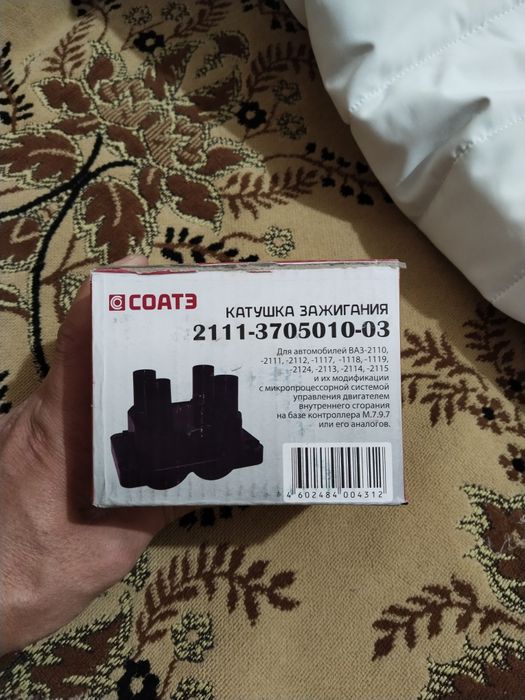 СОАТЭ
КАТУШКА ЗАЖИГАНИЯ
2111-3705010-03
Для автомобилей ВАЗ-2110,
-2111, -2112, -1117, -1118, -1119,
-2124, -2113, -2114, -2115
и их модификации
с микропроцессорной системой
управления двигателем
внутреннего сгорания
на базе контроллера М.7.9.7
или его аналогов.
4 602484 004312